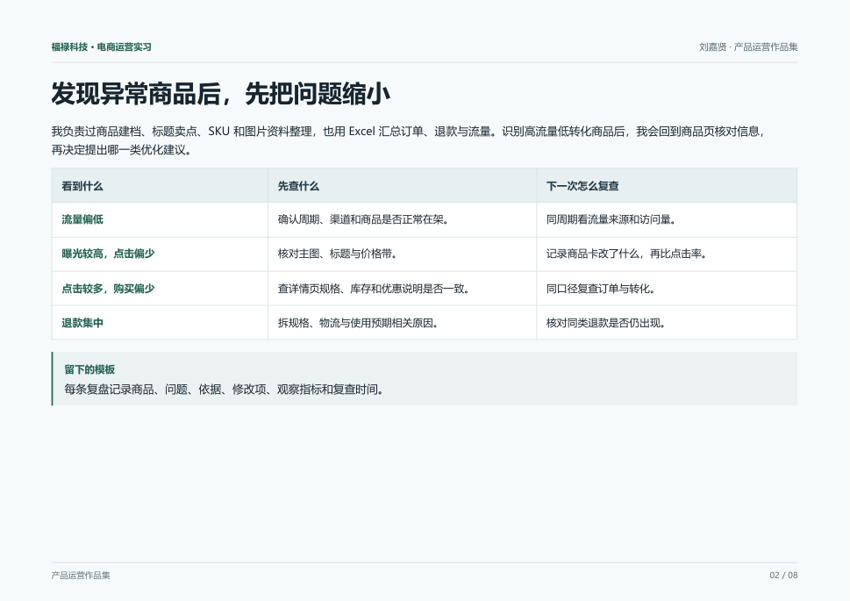 福禄科技 · 电商运营实习
刘嘉贤 · 产品运营作品集
发现异常商品后，先把问题缩小
我负责过商品建档、标题卖点、SKU 和图片资料整理，也用 Excel 汇总订单、退款与流量。识别高流量低转化商品后，我会回到商品页核对信息，
再决定提出哪一类优化建议。
看到什么 先查什么 下一次怎么复查
流量偏低 确认周期、渠道和商品是否正常在架。 同周期看流量来源和访问量。
曝光较高，点击偏少 核对主图、标题与价格带。 记录商品卡改了什么，再比点击率。
点击较多，购买偏少 查详情页规格、库存和优惠说明是否一致。 同口径复查订单与转化。
退款集中 拆规格、物流与使用预期相关原因。 核对同类退款是否仍出现。
留下的模板
每条复盘记录商品、问题、依据、修改项、观察指标和复查时间。
产品运营作品集
02 / 08